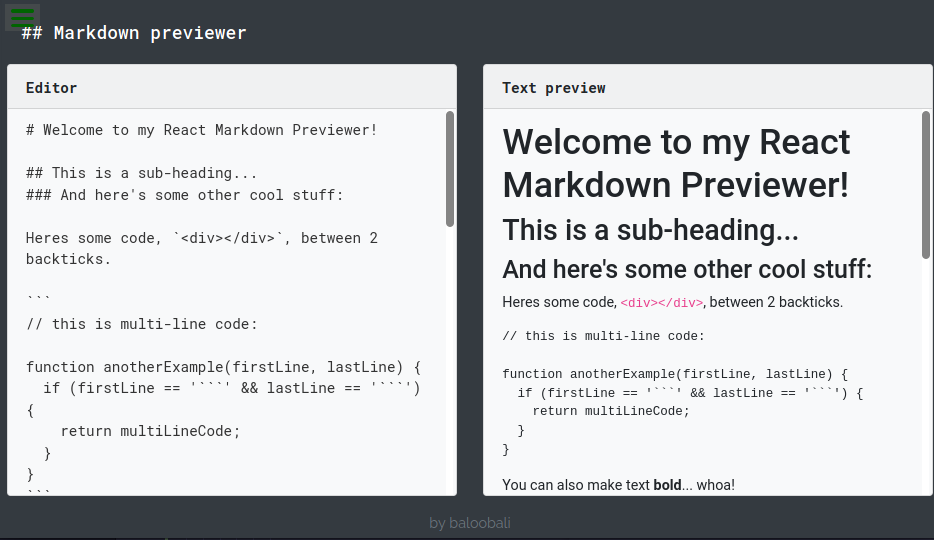 ## Markdown previewer
Editor
# Welcome to my React Markdown Previewer!
## This is a sub-heading...
### And here's some other cool stuff:
Heres some code, `<div></div>`, between 2
backticks.
```
// this is multi-line code:
function anotherExample(firstLine, lastLine) {
  if (firstLine == '```' && lastLine == '```')
{
    return multiLineCode;
  }
}
```
Text preview
Welcome to my React
Markdown Previewer!
This is a sub-heading...
And here's some other cool stuff:
Heres some code, <div></div>, between 2 backticks.
// this is multi-line code:
function anotherExample(firstLine, lastLine) {
  if (firstLine == '```' && lastLine == '```') {
    return multiLineCode;
  }
}
You can also make text bold... whoa!
by baloobali